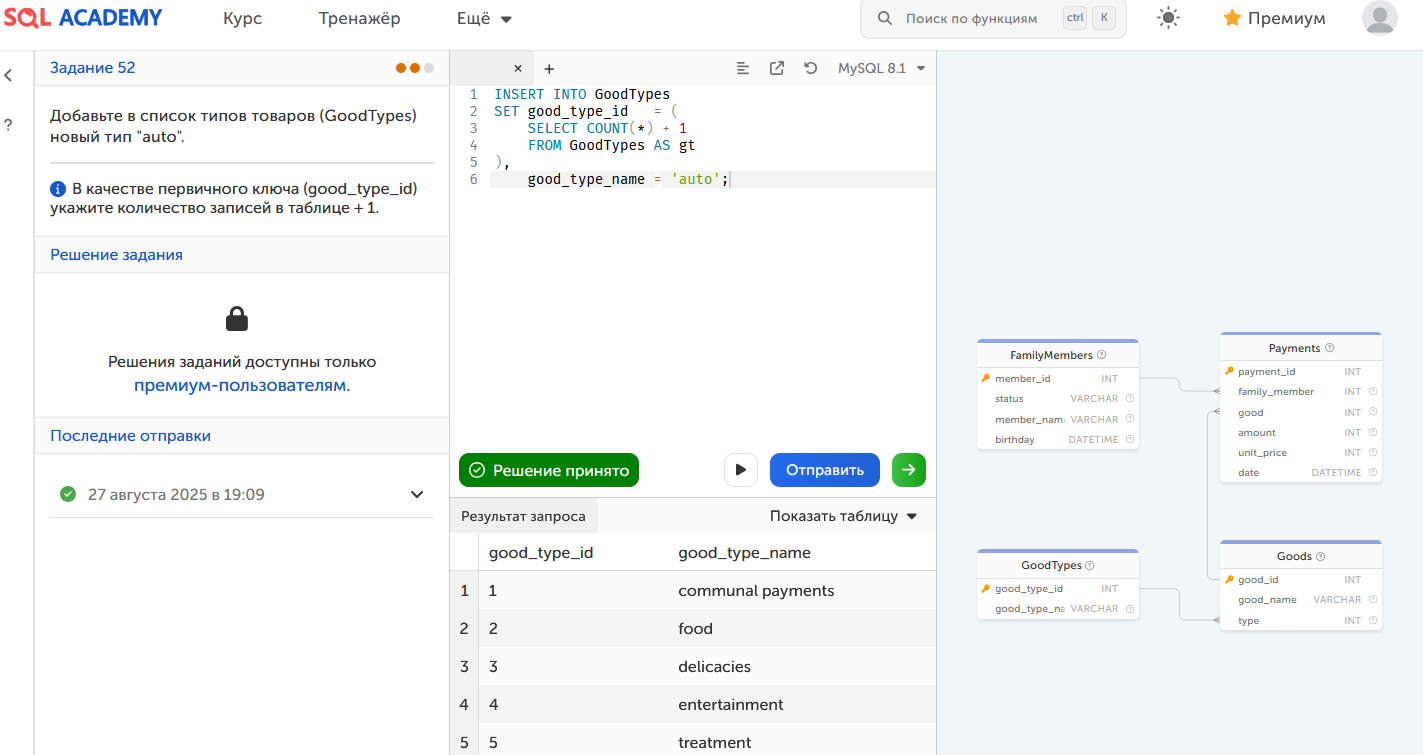 SQL ACADEMY
Курс
Тренажёр
Ещё
Поиск по функциям
ctrl
K
Премиум
Задание 52
Добавьте в список типов товаров (GoodTypes)
новый тип "auto".
В качестве первичного ключа (good_type_id)
укажите количество записей в таблице + 1.
Решение задания
Решения заданий доступны только
премиум-пользователям.
Последние отправки
27 августа 2025 в 19:09
× +
MySQL 8.1
1 INSERT INTO GoodTypes
2 SET good_type_id   = (
3     SELECT COUNT(*) + 1
4     FROM GoodTypes AS gt
5 ),
6     good_type_name = 'auto';
Решение принято
Отправить
Результат запроса
Показать таблицу
good_type_id good_type_name
1 1 communal payments
2 2 food
3 3 delicacies
4 4 entertainment
5 5 treatment
FamilyMembers
member_id INT
status VARCHAR
member_nam VARCHAR
birthday DATETIME
Payments
payment_id INT
family_member INT
good INT
amount INT
unit_price INT
date DATETIME
GoodTypes
good_type_id INT
good_type_na VARCHAR
Goods
good_id INT
good_name VARCHAR
type INT